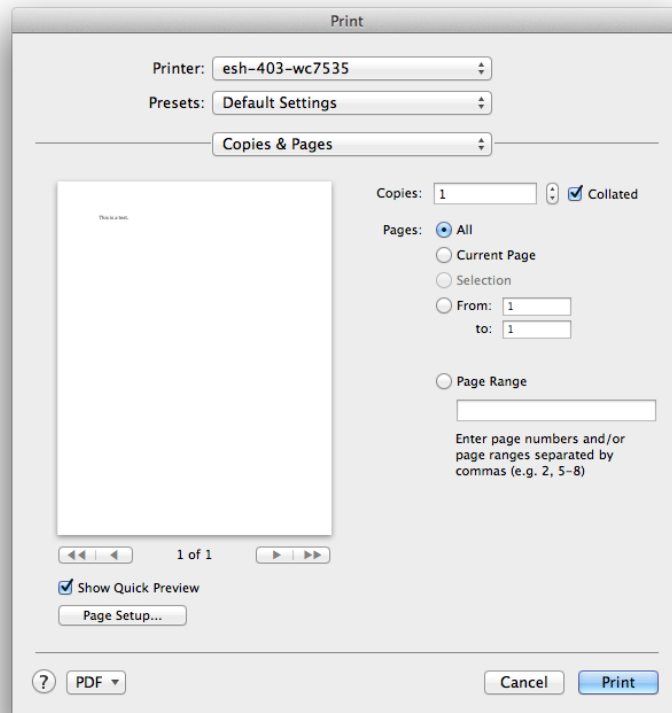 Print
Printer: esh-403-wc7535
Presets: Default Settings
Copies & Pages
This is a test.
Copies: 1 Collated
Pages: All
Current Page
Selection
From: 1
to: 1
Page Range
Enter page numbers and/or
page ranges separated by
commas (e.g. 2, 5-8)
1 of 1
Show Quick Preview
Page Setup...
? PDF Cancel Print